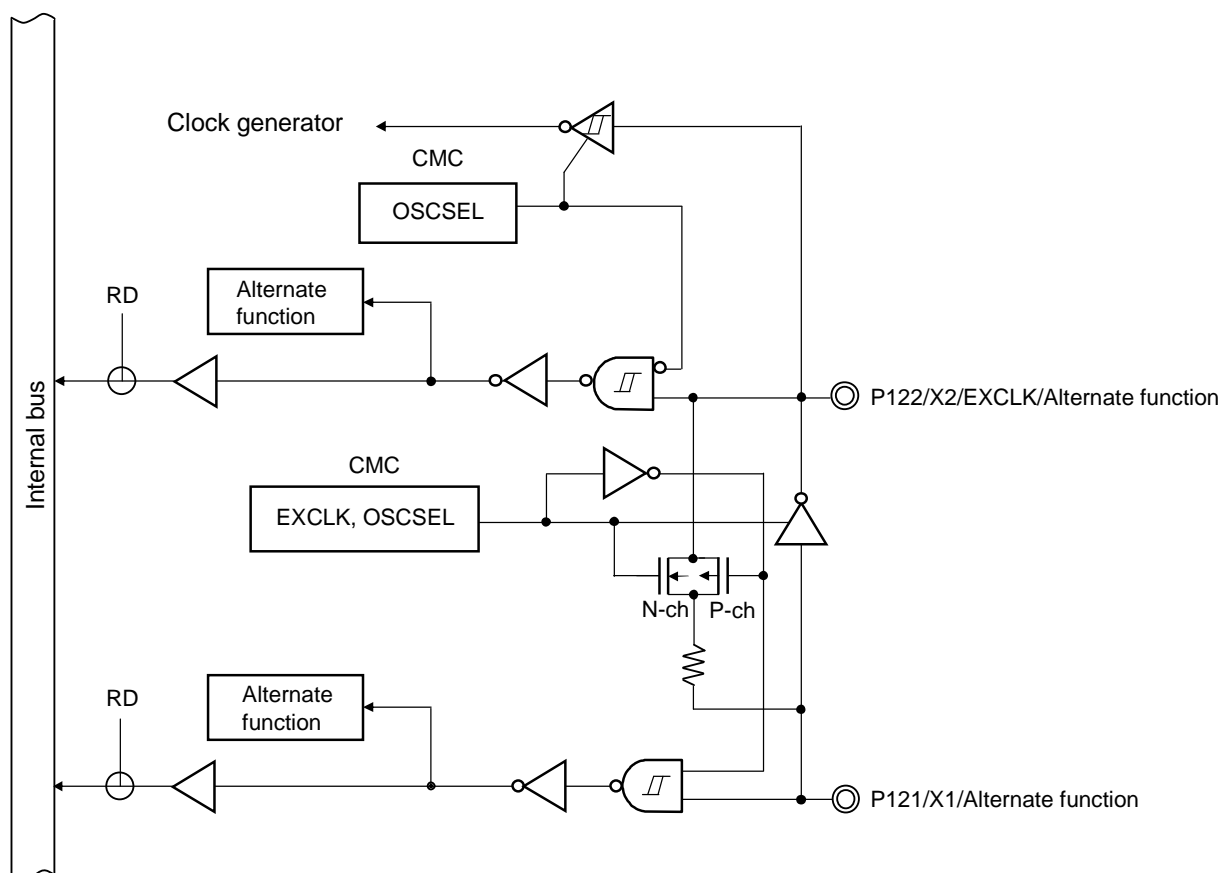 Clock generator
CMC
OSCSEL
Alternate
function
RD
P122/X2/EXCLK/Alternate function
Internal bus
CMC
EXCLK, OSCSEL
N-ch
P-ch
Alternate
function
RD
P121/X1/Alternate function